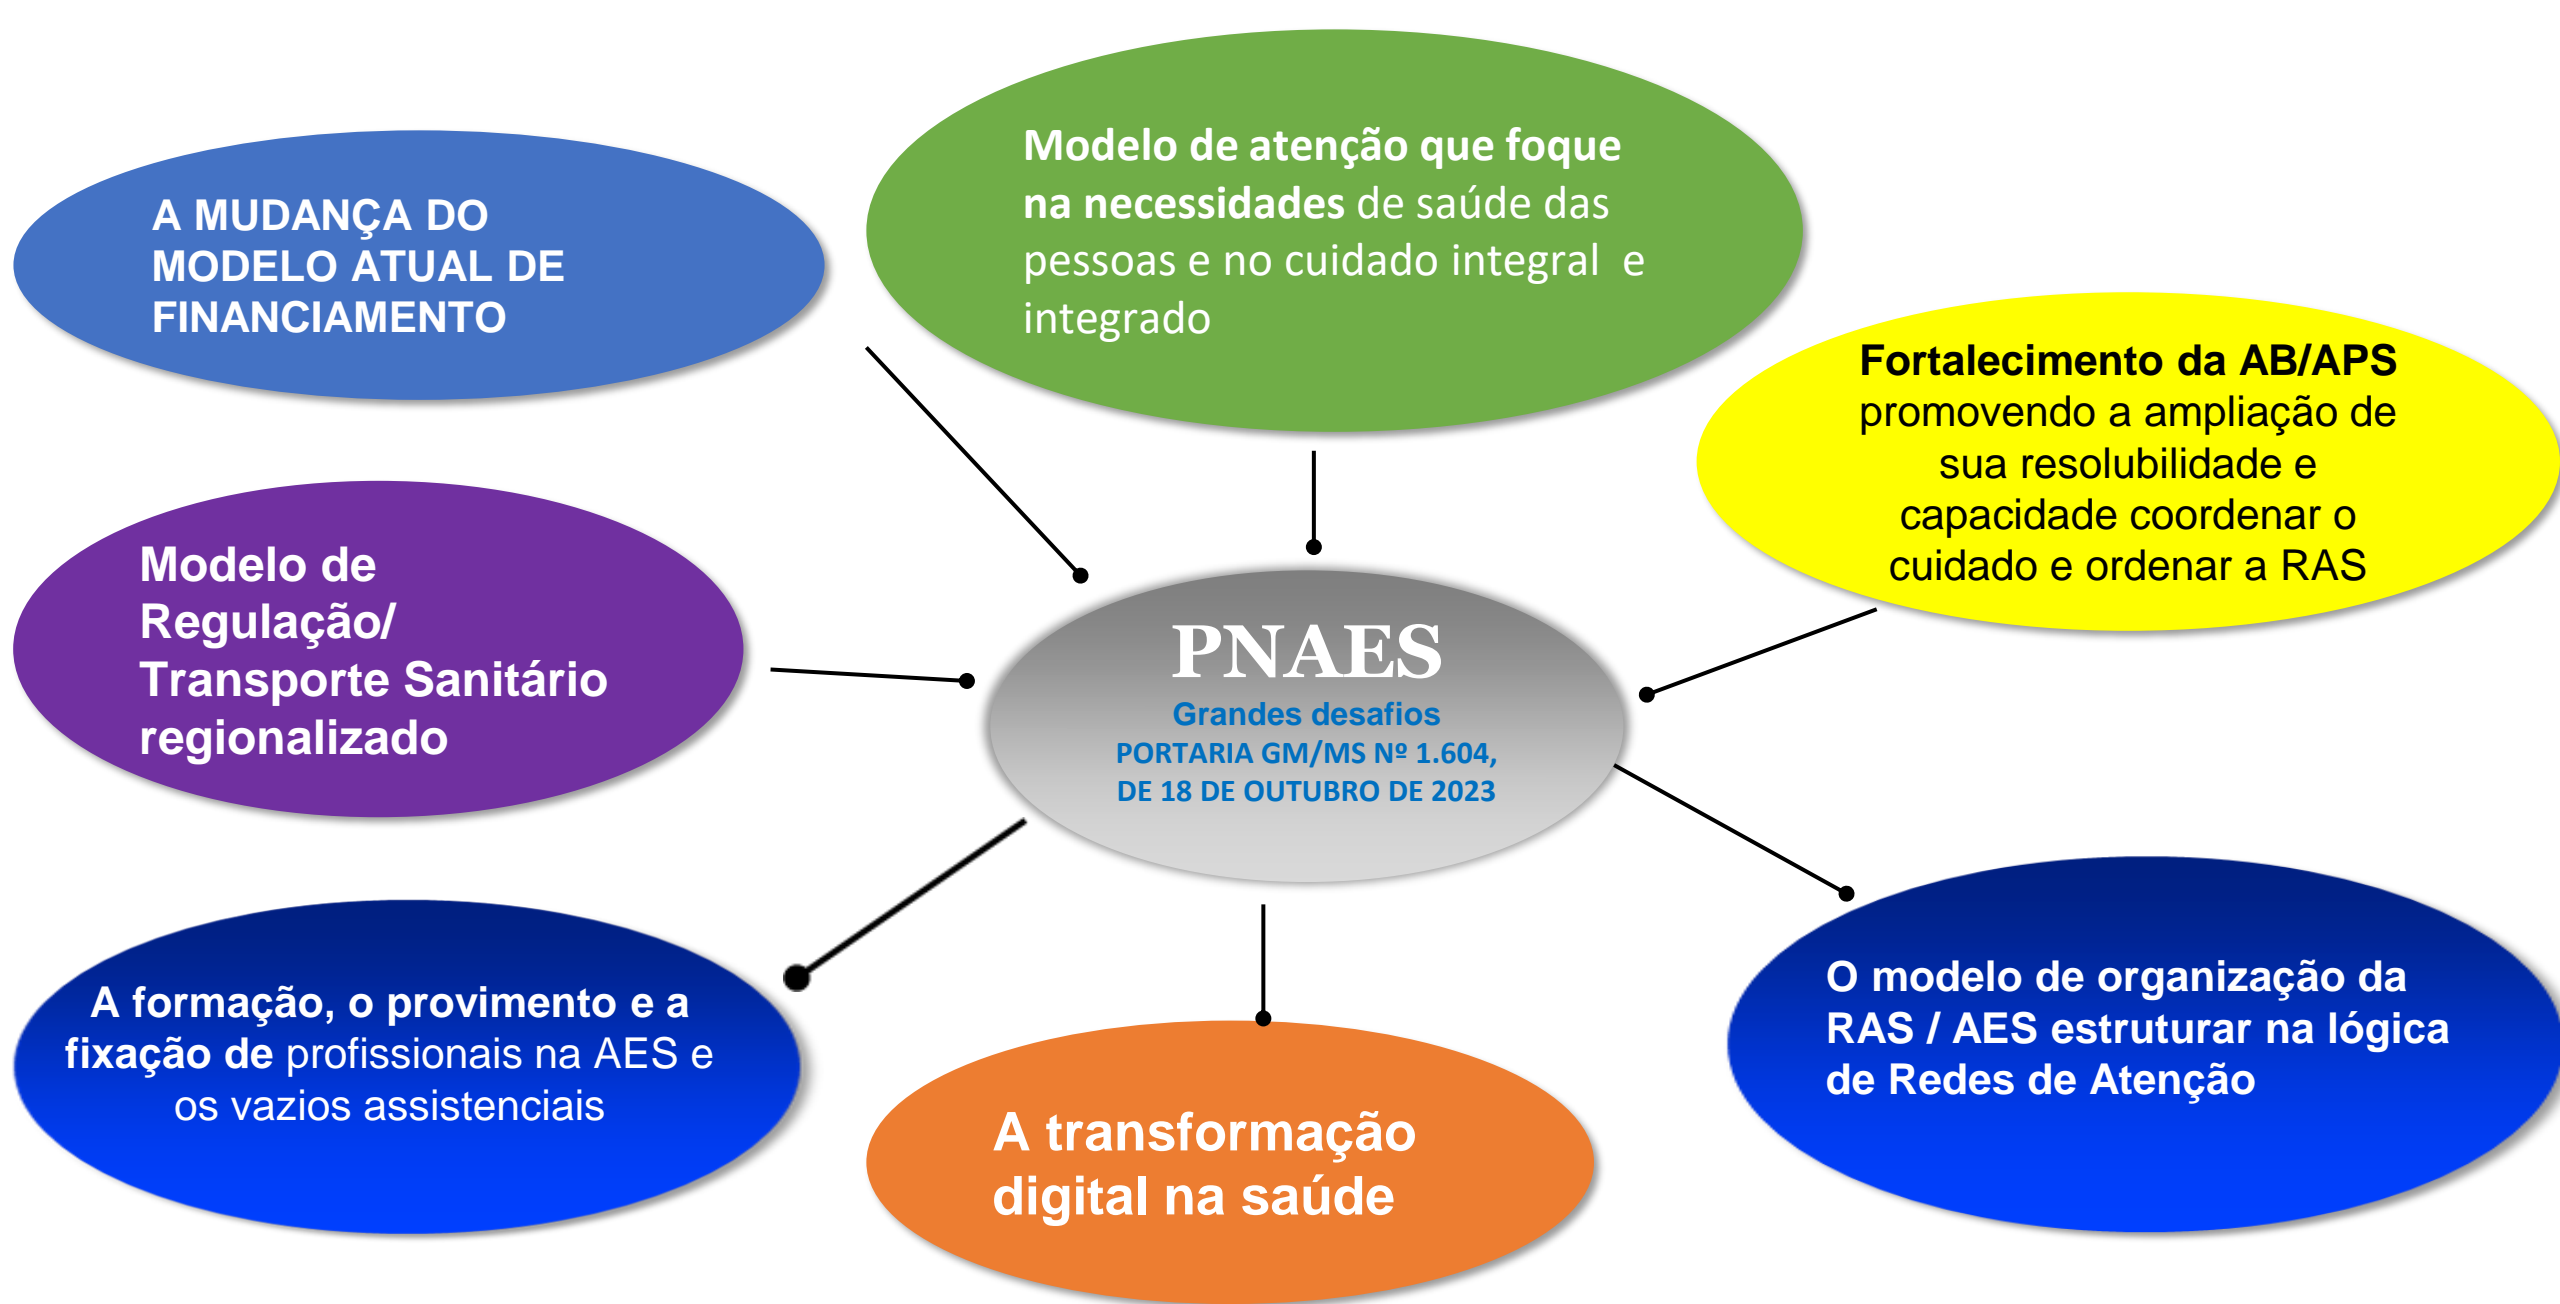 A MUDANÇA DO
MODELO ATUAL DE
FINANCIAMENTO
Modelo de atenção que foque
na necessidades de saúde das
pessoas e no cuidado integral e
integrado
Fortalecimento da AB/APS
promovendo a ampliação de
sua resolubilidade e
capacidade coordenar o
cuidado e ordenar a RAS
Modelo de
Regulação/
Transporte Sanitário
regionalizado
PNAES
Grandes desafios
PORTARIA GM/MS Nº 1.604,
DE 18 DE OUTUBRO DE 2023
A formação, o provimento e a
fixação de profissionais na AES e
os vazios assistenciais
A transformação
digital na saúde
O modelo de organização da
RAS / AES estruturar na lógica
de Redes de Atenção